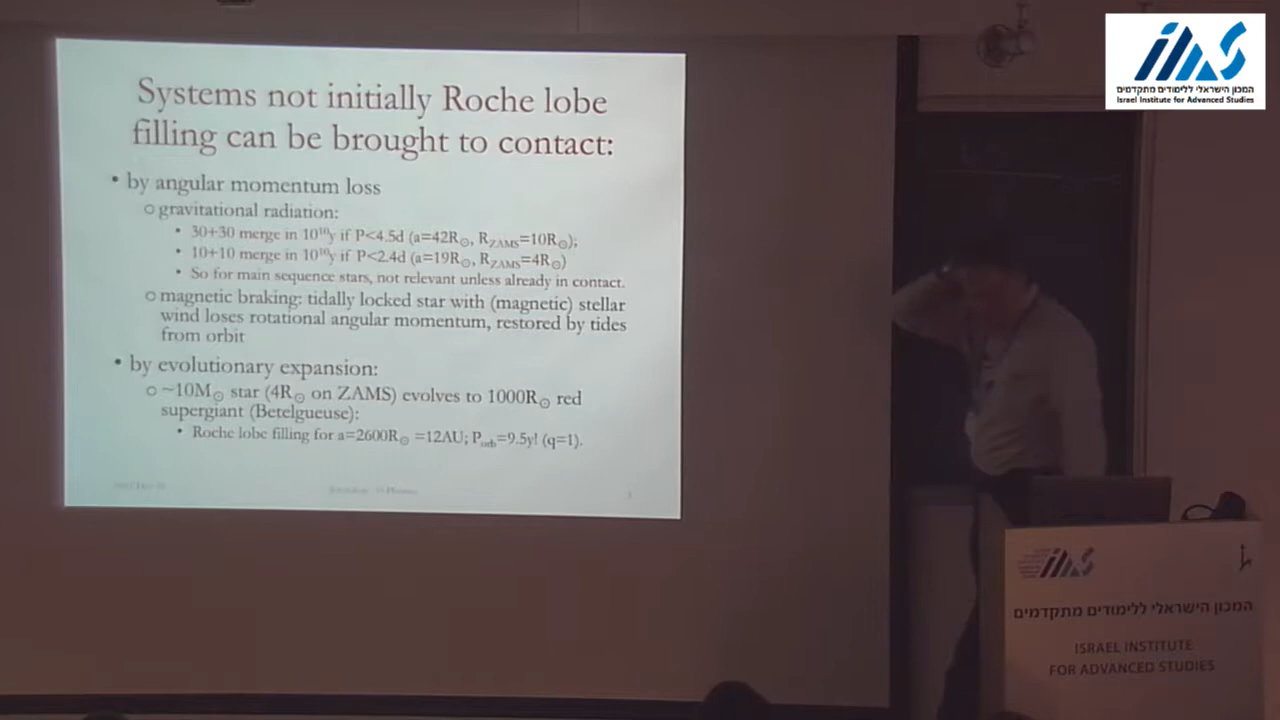 Systems not initially Roche lobe
filling can be brought to contact:
• by angular momentum loss
○ gravitational radiation:
• 30+30 merge in 10¹⁰y if P<4.5d (a=42R⊙, R_ZAMS=10R⊙);
• 10+10 merge in 10¹⁰y if P<2.4d (a=19R⊙, R_ZAMS=4R⊙)
• So for main sequence stars, not relevant unless already in contact.
○ magnetic braking: tidally locked star with (magnetic) stellar
wind loses rotational angular momentum, restored by tides
from orbit
• by evolutionary expansion:
○ ~10M⊙ star (4R⊙ on ZAMS) evolves to 1000R⊙ red
supergiant (Betelgueuse):
• Roche lobe filling for a=2600R⊙ =12AU; P_orb=9.5y! (q=1).
המכון הישראלי ללימודים מתקדמים
Israel Institute for Advanced Studies
המכון הישראלי ללימודים מתקדמים
ISRAEL INSTITUTE
FOR ADVANCED STUDIES